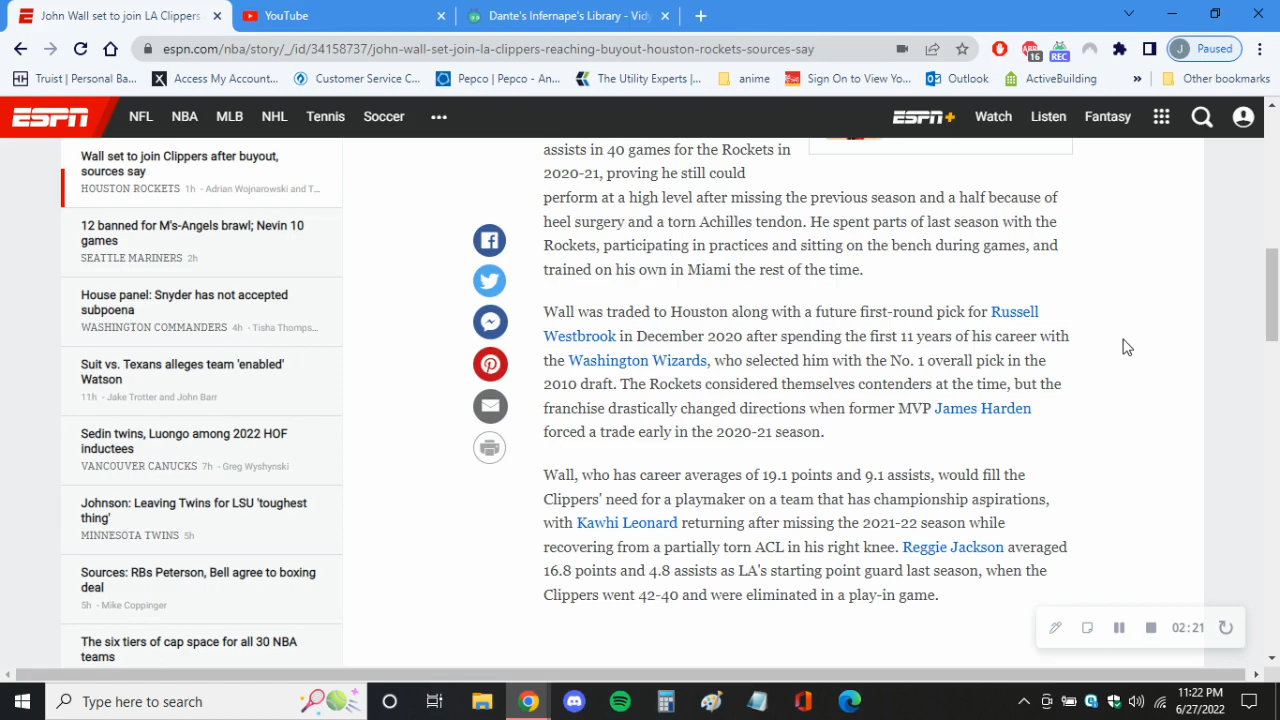 John Wall set to join LA Clippers
YouTube
Dante's Infernape's Library - Vidy
espn.com/nba/story/_/id/34158737/john-wall-set-join-la-clippers-reaching-buyout-houston-rockets-sources-say
16
REC
J
Paused
Truist | Personal Ba...
Access My Account...
Customer Service C...
Pepco | Pepco - An...
The Utility Experts |...
anime
Sign On to View Yo...
Outlook
ActiveBuilding
»
Other bookmarks
ESPN
NFL
NBA
MLB
NHL
Tennis
Soccer
•••
ESPN+
Watch
Listen
Fantasy
Wall set to join Clippers after buyout,
sources say
HOUSTON ROCKETS 1h - Adrian Wojnarowski and T...
12 banned for M's-Angels brawl; Nevin 10
games
SEATTLE MARINERS 2h
House panel: Snyder has not accepted
subpoena
WASHINGTON COMMANDERS 4h - Tisha Thomps...
Suit vs. Texans alleges team 'enabled'
Watson
11h - Jake Trotter and John Barr
Sedin twins, Luongo among 2022 HOF
inductees
VANCOUVER CANUCKS 7h - Greg Wyshynski
Johnson: Leaving Twins for LSU 'toughest
thing'
MINNESOTA TWINS 5h
Sources: RBs Peterson, Bell agree to boxing
deal
5h - Mike Coppinger
The six tiers of cap space for all 30 NBA
teams
assists in 40 games for the Rockets in
2020-21, proving he still could
perform at a high level after missing the previous season and a half because of
heel surgery and a torn Achilles tendon. He spent parts of last season with the
Rockets, participating in practices and sitting on the bench during games, and
trained on his own in Miami the rest of the time.
Wall was traded to Houston along with a future first-round pick for Russell
Westbrook in December 2020 after spending the first 11 years of his career with
the Washington Wizards, who selected him with the No. 1 overall pick in the
2010 draft. The Rockets considered themselves contenders at the time, but the
franchise drastically changed directions when former MVP James Harden
forced a trade early in the 2020-21 season.
Wall, who has career averages of 19.1 points and 9.1 assists, would fill the
Clippers' need for a playmaker on a team that has championship aspirations,
with Kawhi Leonard returning after missing the 2021-22 season while
recovering from a partially torn ACL in his right knee. Reggie Jackson averaged
16.8 points and 4.8 assists as LA's starting point guard last season, when the
Clippers went 42-40 and were eliminated in a play-in game.
02:21
Type here to search
11:22 PM
6/27/2022